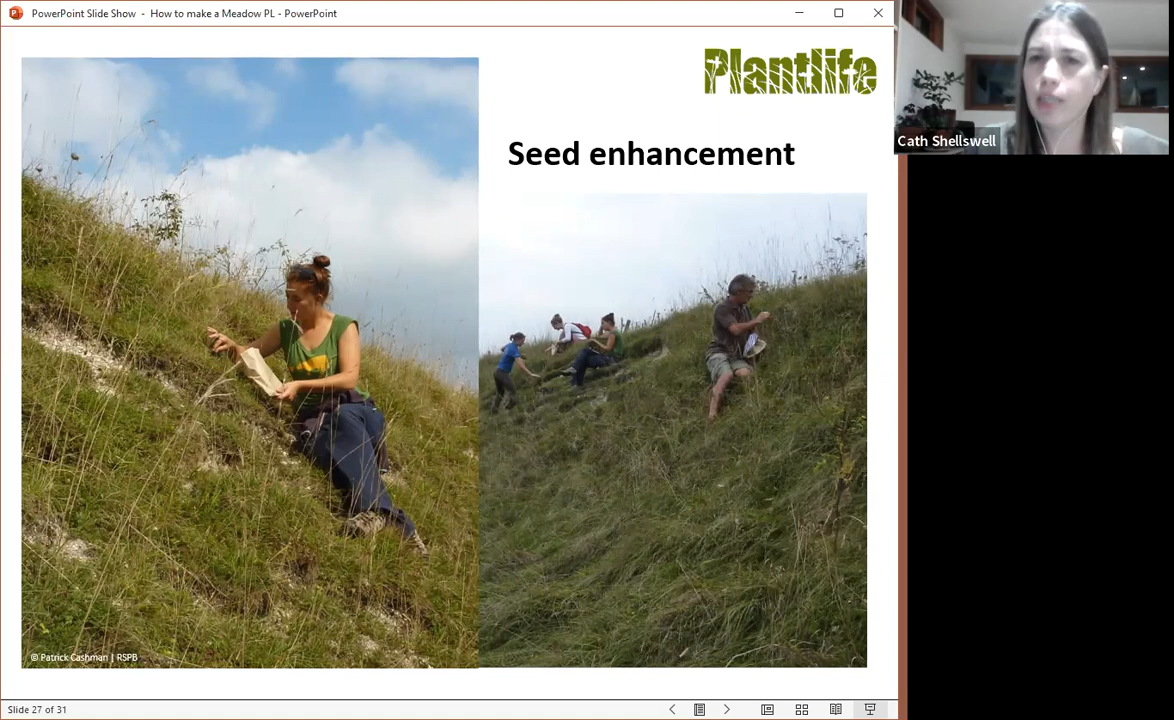 PowerPoint Slide Show - How to make a Meadow PL - PowerPoint
Plantlife
Seed enhancement
Cath Shellswell
© Patrick Cashman | RSPB
Slide 27 of 31